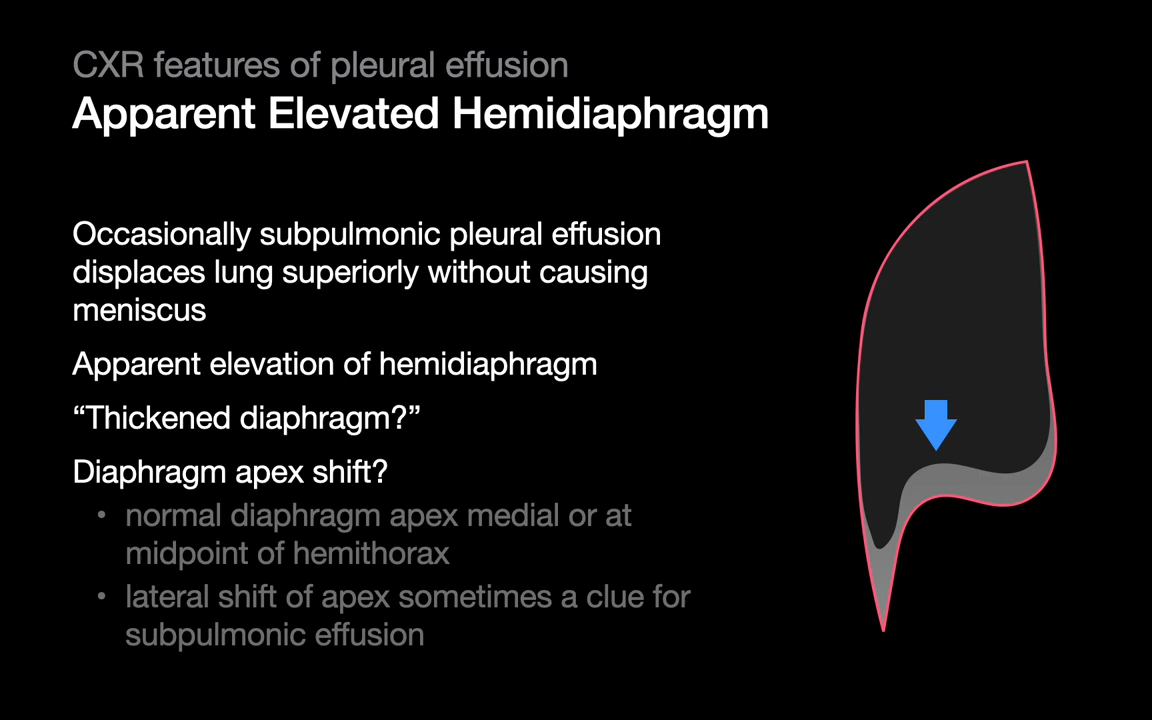 CXR features of pleural effusion
Apparent Elevated Hemidiaphragm
Occasionally subpulmonic pleural effusion
displaces lung superiorly without causing
meniscus
Apparent elevation of hemidiaphragm
“Thickened diaphragm?”
Diaphragm apex shift?
• normal diaphragm apex medial or at
midpoint of hemithorax
• lateral shift of apex sometimes a clue for
subpulmonic effusion